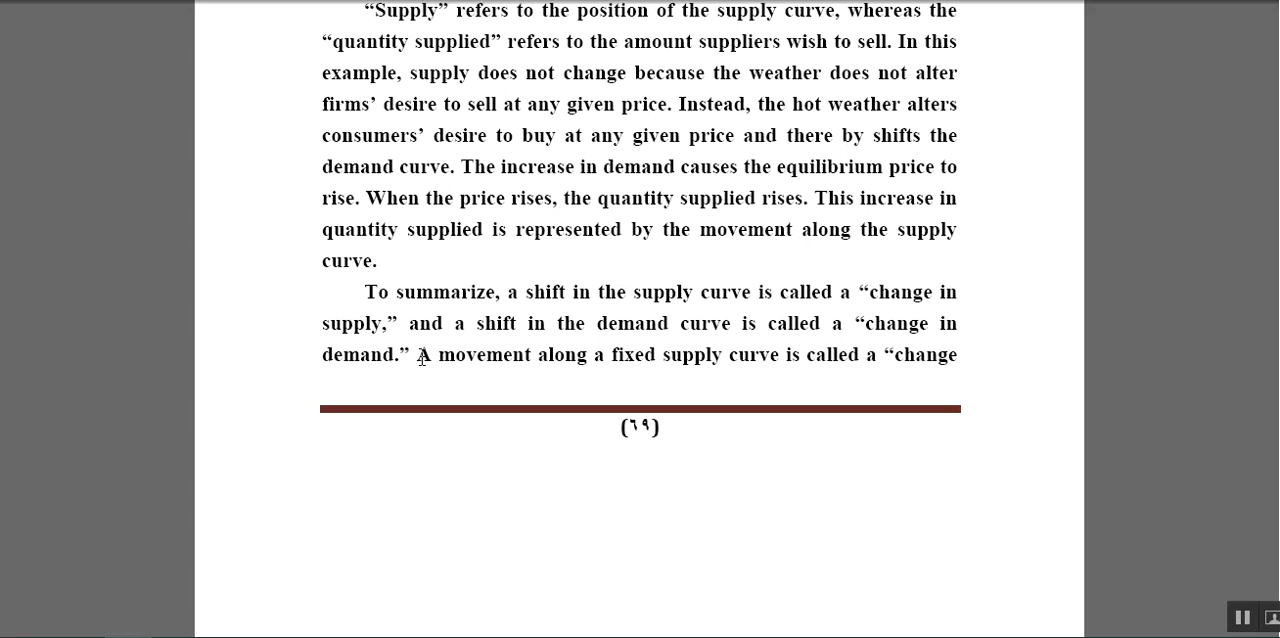 “Supply” refers to the position of the supply curve, whereas the
“quantity supplied” refers to the amount suppliers wish to sell. In this
example, supply does not change because the weather does not alter
firms’ desire to sell at any given price. Instead, the hot weather alters
consumers’ desire to buy at any given price and there by shifts the
demand curve. The increase in demand causes the equilibrium price to
rise. When the price rises, the quantity supplied rises. This increase in
quantity supplied is represented by the movement along the supply
curve.
To summarize, a shift in the supply curve is called a “change in
supply,” and a shift in the demand curve is called a “change in
demand.” A movement along a fixed supply curve is called a “change
(٦٩)